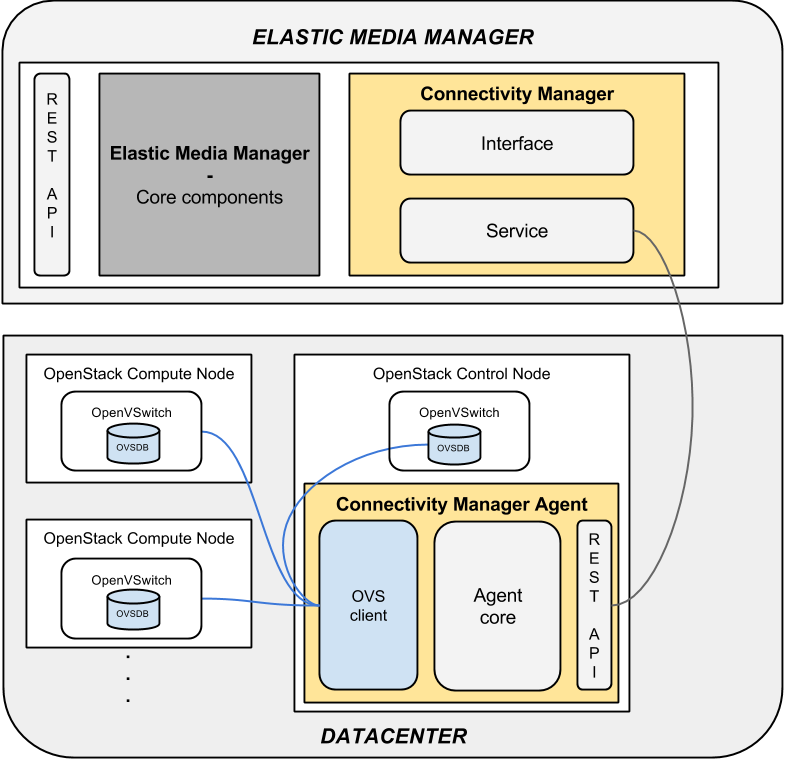 ELASTIC MEDIA MANAGER
REST API
Elastic Media Manager
-
Core components
Connectivity Manager
Interface
Service
OpenStack Compute Node
OpenVSwitch
OVSDB
OpenStack Control Node
OpenVSwitch
OVSDB
OpenStack Compute Node
OpenVSwitch
OVSDB
.
.
.
Connectivity Manager Agent
OVS
client
Agent
core
REST API
DATACENTER